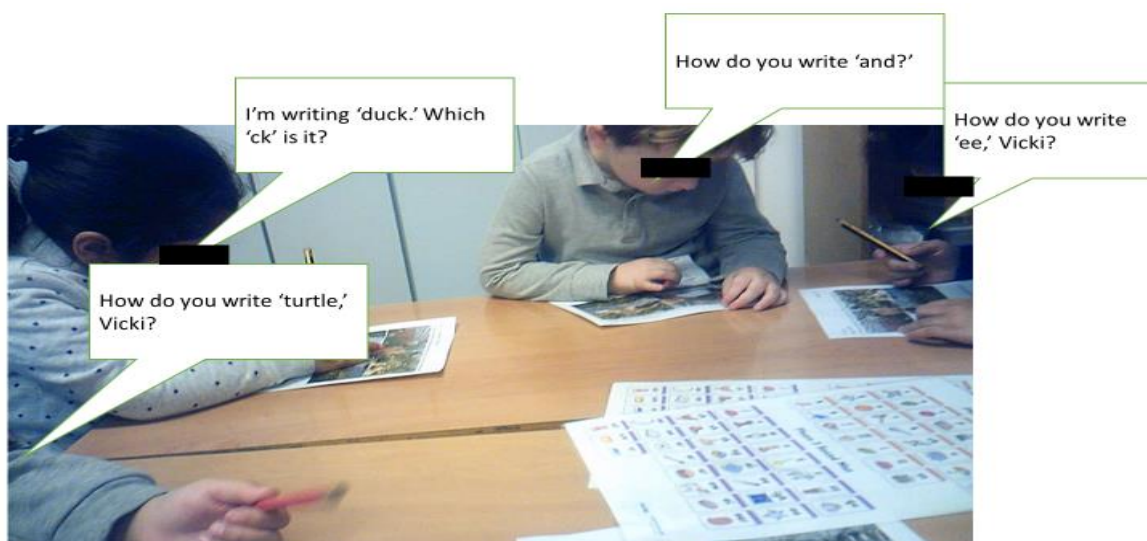 How do you write ‘and?’
I’m writing ‘duck.’ Which
‘ck’ is it?
How do you write
‘ee,’ Vicki?
How do you write ‘turtle,’
Vicki?